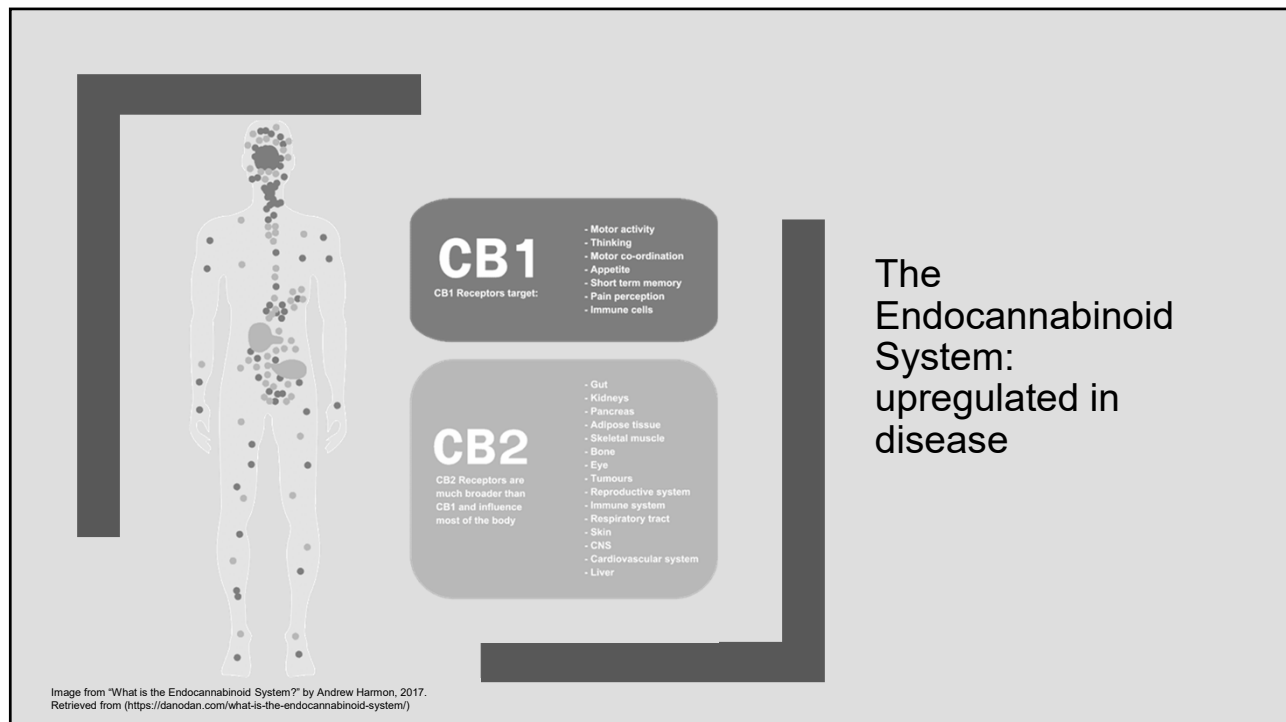 CB1
CB1 Receptors target:
- Motor activity
- Thinking
- Motor co-ordination
- Appetite
- Short term memory
- Pain perception
- Immune cells
CB2
CB2 Receptors are
much broader than
CB1 and influence
most of the body
- Gut
- Kidneys
- Pancreas
- Adipose tissue
- Skeletal muscle
- Bone
- Eye
- Tumours
- Reproductive system
- Immune system
- Respiratory tract
- Skin
- CNS
- Cardiovascular system
- Liver
The
Endocannabinoid
System:
upregulated in
disease
Image from “What is the Endocannabinoid System?” by Andrew Harmon, 2017.
Retrieved from (https://danodan.com/what-is-the-endocannabinoid-system/)